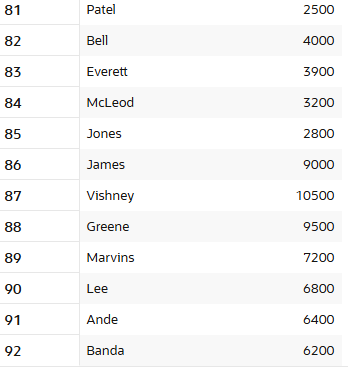 81 Patel 2500
82 Bell 4000
83 Everett 3900
84 McLeod 3200
85 Jones 2800
86 James 9000
87 Vishney 10500
88 Greene 9500
89 Marvins 7200
90 Lee 6800
91 Ande 6400
92 Banda 6200